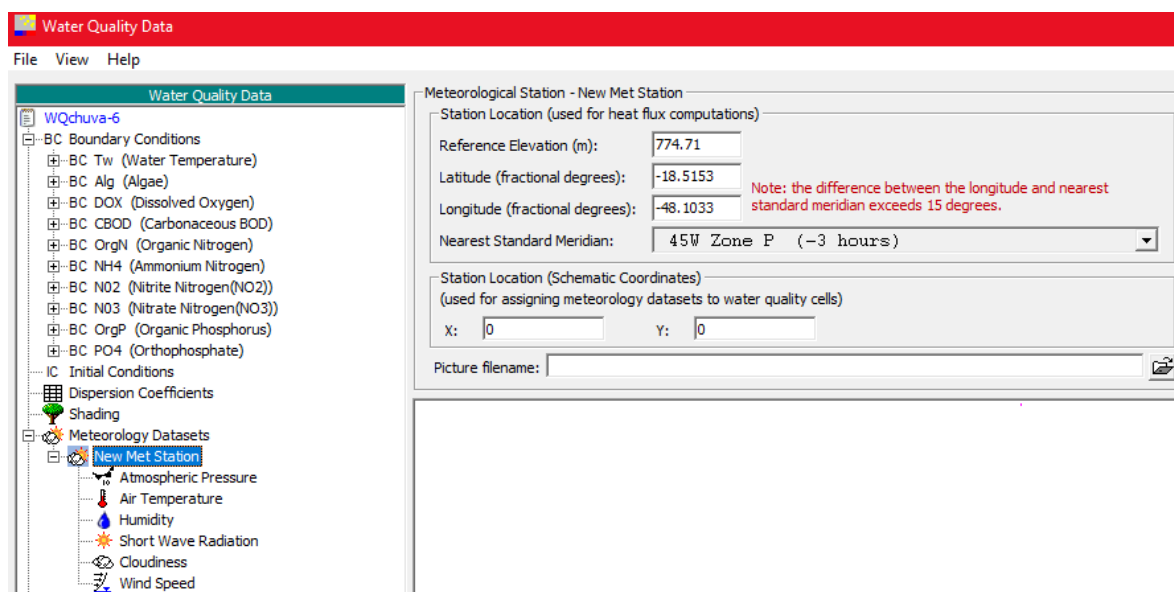 Water Quality Data
File View Help
Water Quality Data
WQchuva-6
BC Boundary Conditions
BC Tw (Water Temperature)
BC Alg (Algae)
BC DOX (Dissolved Oxygen)
BC CBOD (Carbonaceous BOD)
BC OrgN (Organic Nitrogen)
BC NH4 (Ammonium Nitrogen)
BC N02 (Nitrite Nitrogen(NO2))
BC N03 (Nitrate Nitrogen(NO3))
BC OrgP (Organic Phosphorus)
BC PO4 (Orthophosphate)
IC Initial Conditions
Dispersion Coefficients
Shading
Meteorology Datasets
New Met Station
Atmospheric Pressure
Air Temperature
Humidity
Short Wave Radiation
Cloudiness
Wind Speed
Meteorological Station - New Met Station
Station Location (used for heat flux computations)
Reference Elevation (m): 774.71
Latitude (fractional degrees): -18.5153
Longitude (fractional degrees): -48.1033
Note: the difference between the longitude and nearest
standard meridian exceeds 15 degrees.
Nearest Standard Meridian: 45W Zone P (-3 hours)
Station Location (Schematic Coordinates)
(used for assigning meteorology datasets to water quality cells)
X: 0 Y: 0
Picture filename: